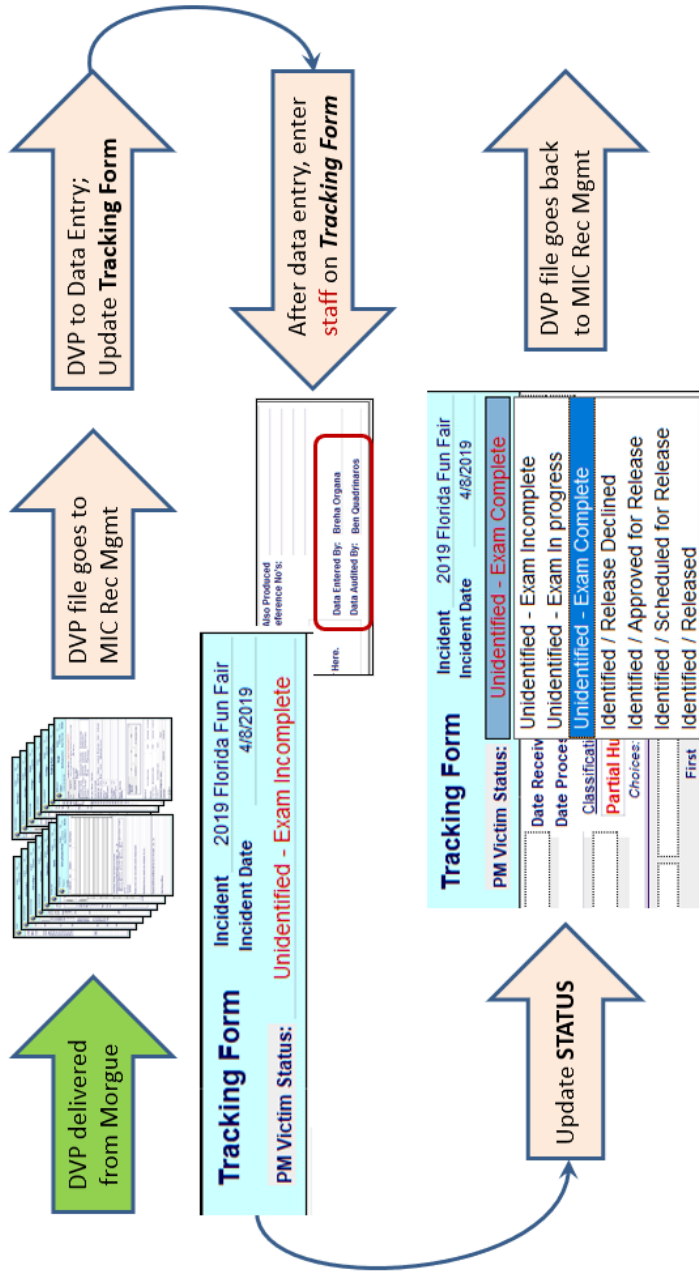 DVP delivered
from Morgue
DVP file goes to
MIC Rec Mgmt
DVP to Data Entry;
Update Tracking Form
Tracking Form
Incident 2019 Florida Fun Fair
Incident Date 4/8/2019
PM Victim Status: Unidentified - Exam Incomplete
Also Produced
eference No's:
Here.
Data Entered By: Breha Organa
Data Audited By: Ben Quadrinaros
After data entry, enter
staff on Tracking Form
Update STATUS
Tracking Form
Incident 2019 Florida Fun Fair
Incident Date 4/8/2019
PM Victim Status: Unidentified - Exam Complete
Date Receiv
Date Proces
Classificati
Partial Hu
Choices:
First
Unidentified - Exam Incomplete
Unidentified - Exam In progress
Unidentified - Exam Complete
Identified / Release Declined
Identified / Approved for Release
Identified / Scheduled for Release
Identified / Released
DVP file goes back
to MIC Rec Mgmt